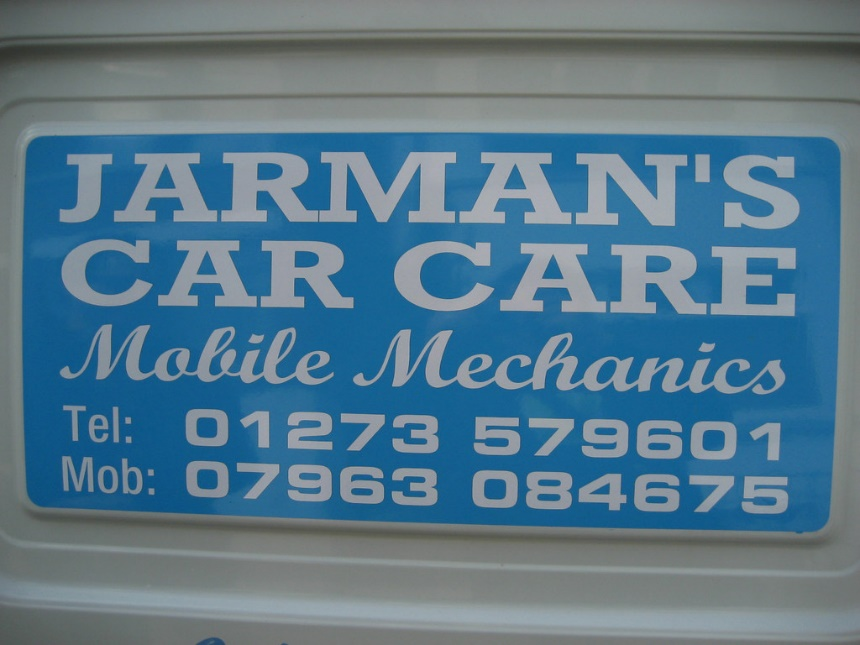 JARMAN'S
CAR CARE
Mobile Mechanics
Tel: 01273 579601
Mob: 07963 084675